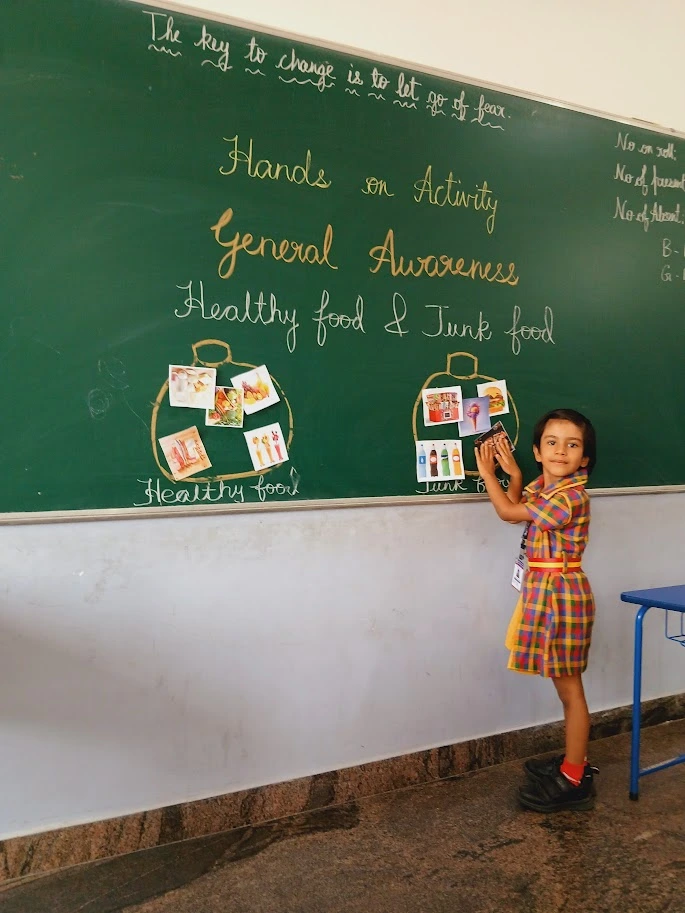 The key to change is to let go of fear.
No on roll:
No of present
No of Absent:
B-
G-
Hands on Activity
General Awareness
Healthy food & Junk food
Healthy food
Junk food